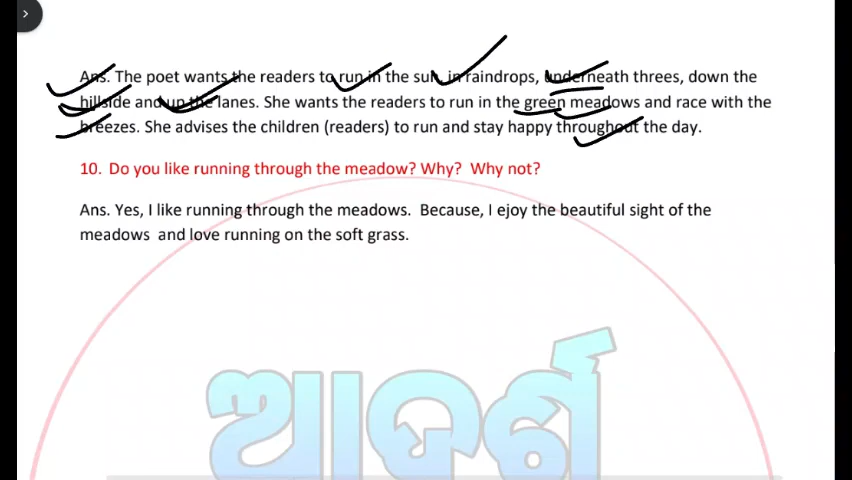 Ans. The poet wants the readers to run in the sun, in raindrops, underneath threes, down the
hillside and up the lanes. She wants the readers to run in the green meadows and race with the
breezes. She advises the children (readers) to run and stay happy throughout the day.
10. Do you like running through the meadow? Why? Why not?
Ans. Yes, I like running through the meadows. Because, I ejoy the beautiful sight of the
meadows and love running on the soft grass.
ଆଦର୍ଶ